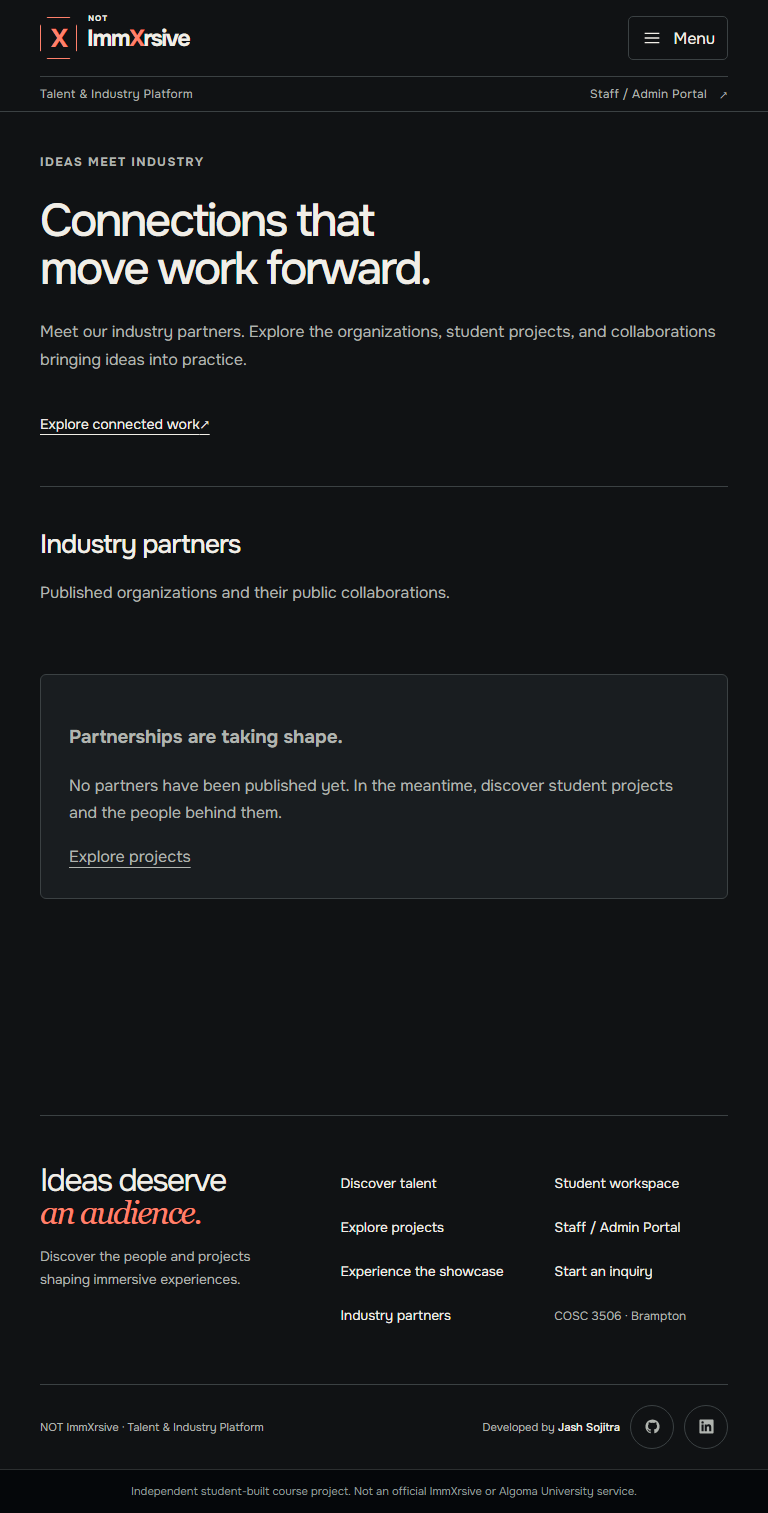 X
NOT
ImmXrsive
Menu
Talent & Industry Platform
Staff / Admin Portal ↗
IDEAS MEET INDUSTRY
Connections that
move work forward.
Meet our industry partners. Explore the organizations, student projects, and collaborations
bringing ideas into practice.
Explore connected work↗
Industry partners
Published organizations and their public collaborations.
Partnerships are taking shape.
No partners have been published yet. In the meantime, discover student projects
and the people behind them.
Explore projects
Ideas deserve
an audience.
Discover the people and projects
shaping immersive experiences.
Discover talent
Explore projects
Experience the showcase
Industry partners
Student workspace
Staff / Admin Portal
Start an inquiry
COSC 3506 · Brampton
NOT ImmXrsive · Talent & Industry Platform
Developed by Jash Sojitra
in
Independent student-built course project. Not an official ImmXrsive or Algoma University service.